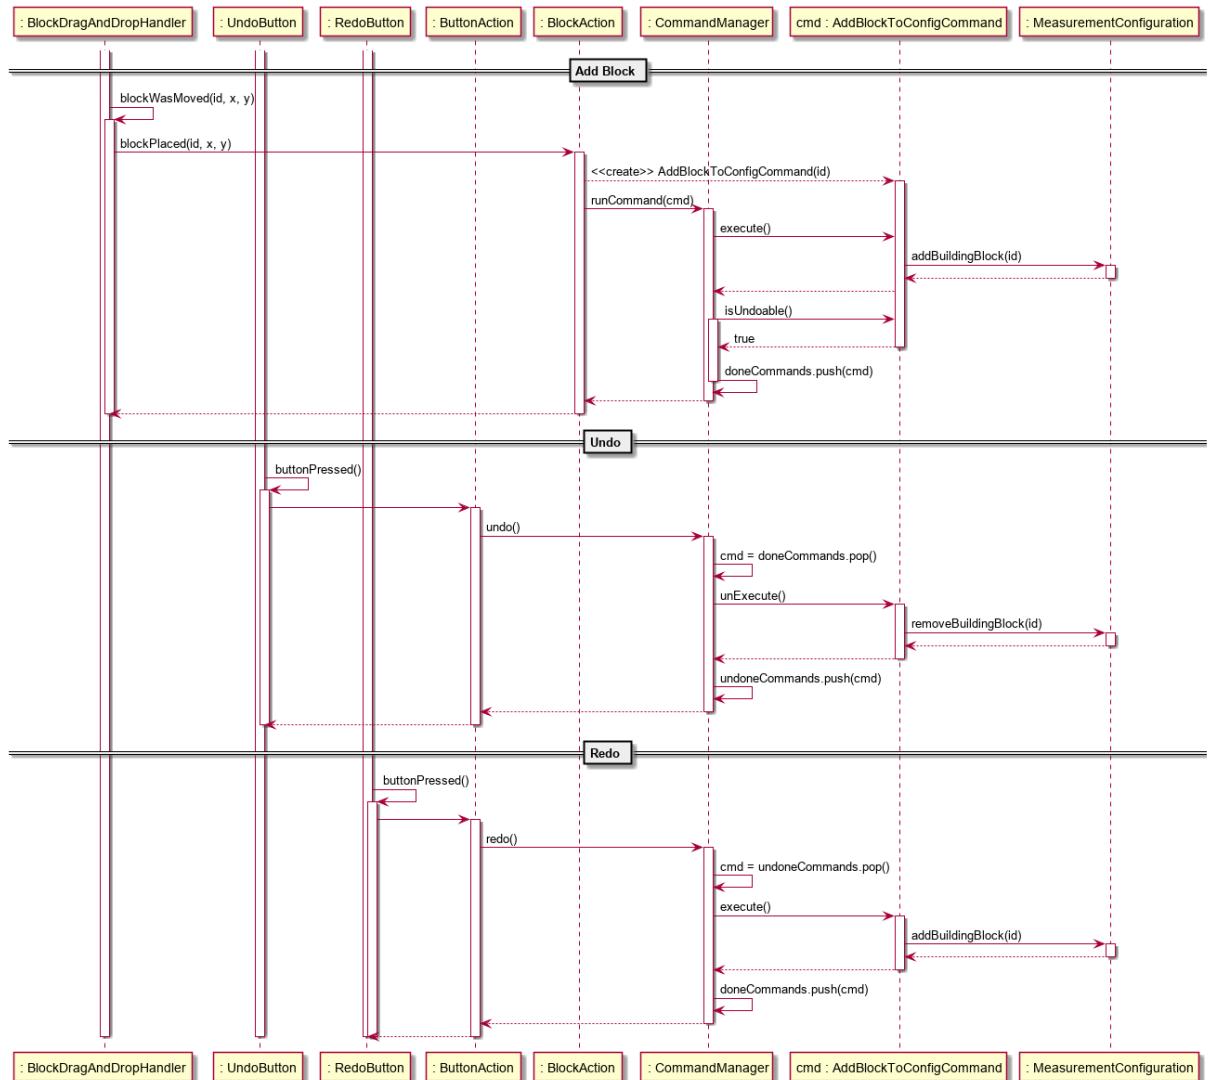 : BlockDragAndDropHandler
: UndoButton
: RedoButton
: ButtonAction
: BlockAction
: CommandManager
cmd : AddBlockToConfigCommand
: MeasurementConfiguration
Add Block
blockWasMoved(id, x, y)
blockPlaced(id, x, y)
<<create>> AddBlockToConfigCommand(id)
runCommand(cmd)
execute()
addBuildingBlock(id)
isUndoable()
true
doneCommands.push(cmd)
Undo
buttonPressed()
undo()
cmd = doneCommands.pop()
unExecute()
removeBuildingBlock(id)
undoneCommands.push(cmd)
Redo
buttonPressed()
redo()
cmd = undoneCommands.pop()
execute()
addBuildingBlock(id)
doneCommands.push(cmd)
: BlockDragAndDropHandler
: UndoButton
: RedoButton
: ButtonAction
: BlockAction
: CommandManager
cmd : AddBlockToConfigCommand
: MeasurementConfiguration